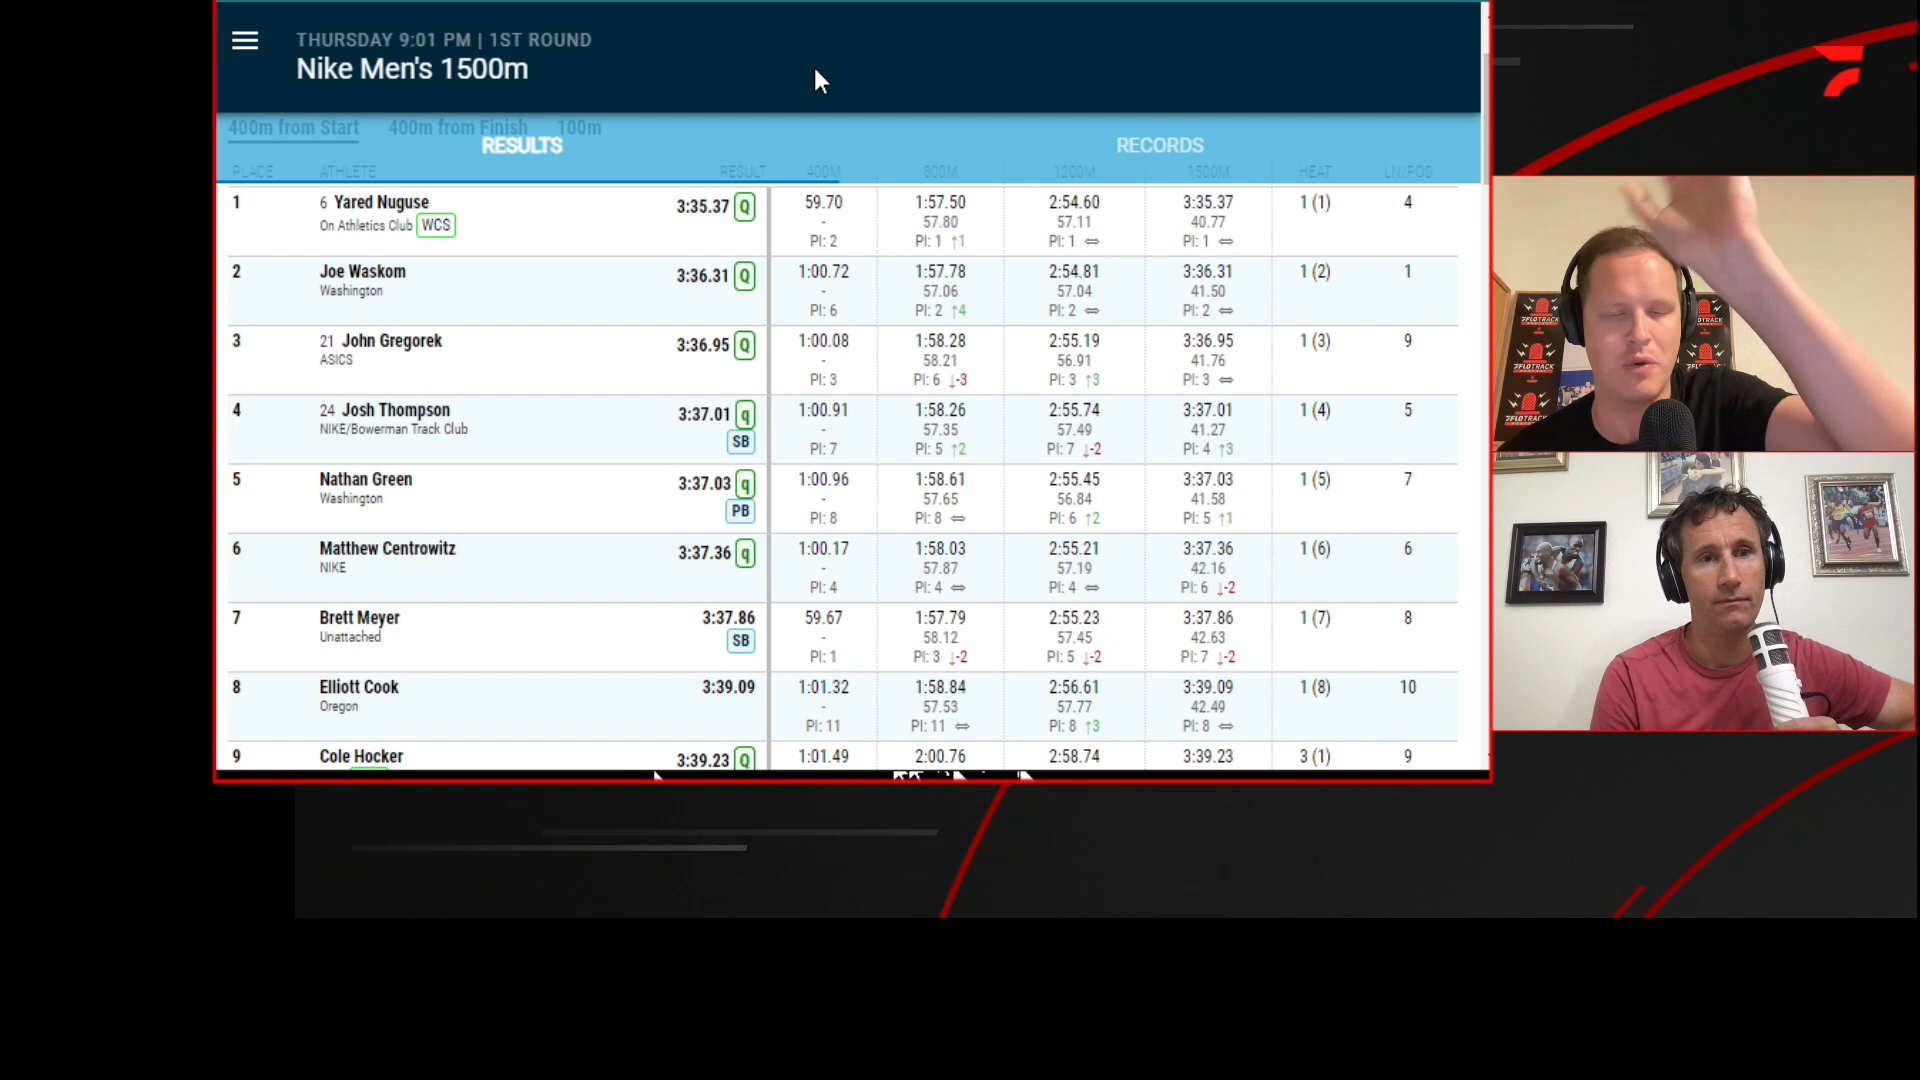 THURSDAY 9:01 PM | 1ST ROUND
Nike Men's 1500m
400m from Start 400m from Finish 100m
RESULTS RECORDS
PLACE ATHLETE RESULT 400M 800M 1200M 1500M HEAT LN/POS
1 6 Yared Nuguse 3:35.37 Q 59.70 1:57.50 2:54.60 3:35.37 1 (1) 4
On Athletics Club WCS - 57.80 57.11 40.77
Pl: 2 Pl: 1 ↑1 Pl: 1 ⇔ Pl: 1 ⇔
2 Joe Waskom 3:36.31 Q 1:00.72 1:57.78 2:54.81 3:36.31 1 (2) 1
Washington - 57.06 57.04 41.50
Pl: 6 Pl: 2 ↑4 Pl: 2 ⇔ Pl: 2 ⇔
3 21 John Gregorek 3:36.95 Q 1:00.08 1:58.28 2:55.19 3:36.95 1 (3) 9
ASICS - 58.21 56.91 41.76
Pl: 3 Pl: 6 ↓-3 Pl: 3 ↑3 Pl: 3 ⇔
4 24 Josh Thompson 3:37.01 q 1:00.91 1:58.26 2:55.74 3:37.01 1 (4) 5
NIKE/Bowerman Track Club SB - 57.35 57.49 41.27
Pl: 7 Pl: 5 ↑2 Pl: 7 ↓-2 Pl: 4 ↑3
5 Nathan Green 3:37.03 q 1:00.96 1:58.61 2:55.45 3:37.03 1 (5) 7
Washington PB - 57.65 56.84 41.58
Pl: 8 Pl: 8 ⇔ Pl: 6 ↑2 Pl: 5 ↑1
6 Matthew Centrowitz 3:37.36 q 1:00.17 1:58.03 2:55.21 3:37.36 1 (6) 6
NIKE - 57.87 57.19 42.16
Pl: 4 Pl: 4 ⇔ Pl: 4 ⇔ Pl: 6 ↓-2
7 Brett Meyer 3:37.86 59.67 1:57.79 2:55.23 3:37.86 1 (7) 8
Unattached SB - 58.12 57.45 42.63
Pl: 1 Pl: 3 ↓-2 Pl: 5 ↓-2 Pl: 7 ↓-2
8 Elliott Cook 3:39.09 1:01.32 1:58.84 2:56.61 3:39.09 1 (8) 10
Oregon - 57.53 57.77 42.49
Pl: 11 Pl: 11 ⇔ Pl: 8 ↑3 Pl: 8 ⇔
9 Cole Hocker 3:39.23 Q 1:01.49 2:00.76 2:58.74 3:39.23 3 (1) 9
FLOTRACK
FLOTRACK
FLOTRACK